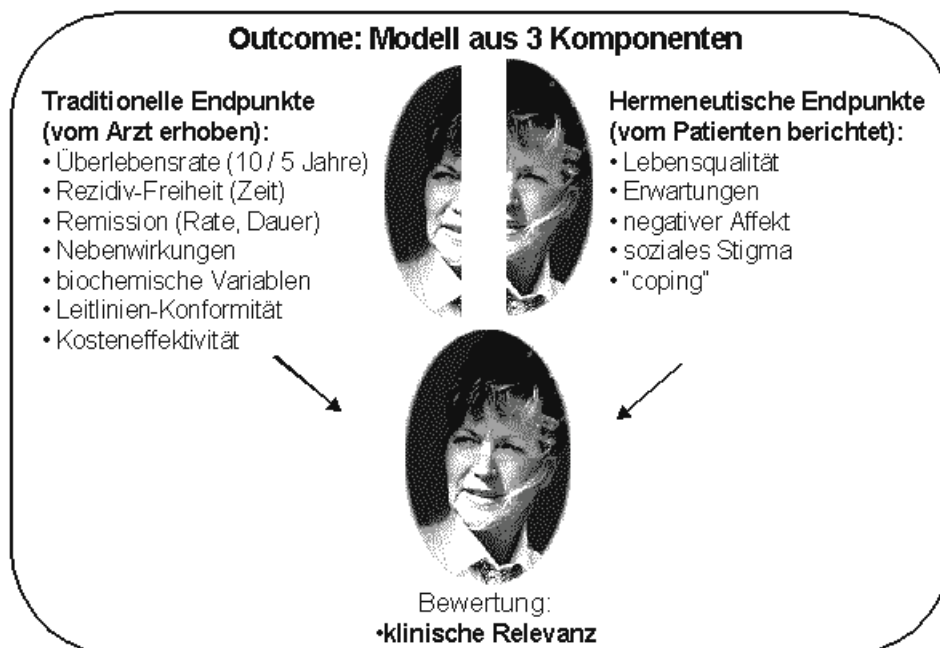 Outcome: Modell aus 3 Komponenten
Traditionelle Endpunkte
(vom Arzt erhoben):
• Überlebensrate (10 / 5 Jahre)
• Rezidiv-Freiheit (Zeit)
• Remission (Rate, Dauer)
• Nebenwirkungen
• biochemische Variablen
• Leitlinien-Konformität
• Kosteneffektivität
Hermeneutische Endpunkte
(vom Patienten berichtet):
• Lebensqualität
• Erwartungen
• negativer Affekt
• soziales Stigma
• "coping"
Bewertung:
•klinische Relevanz